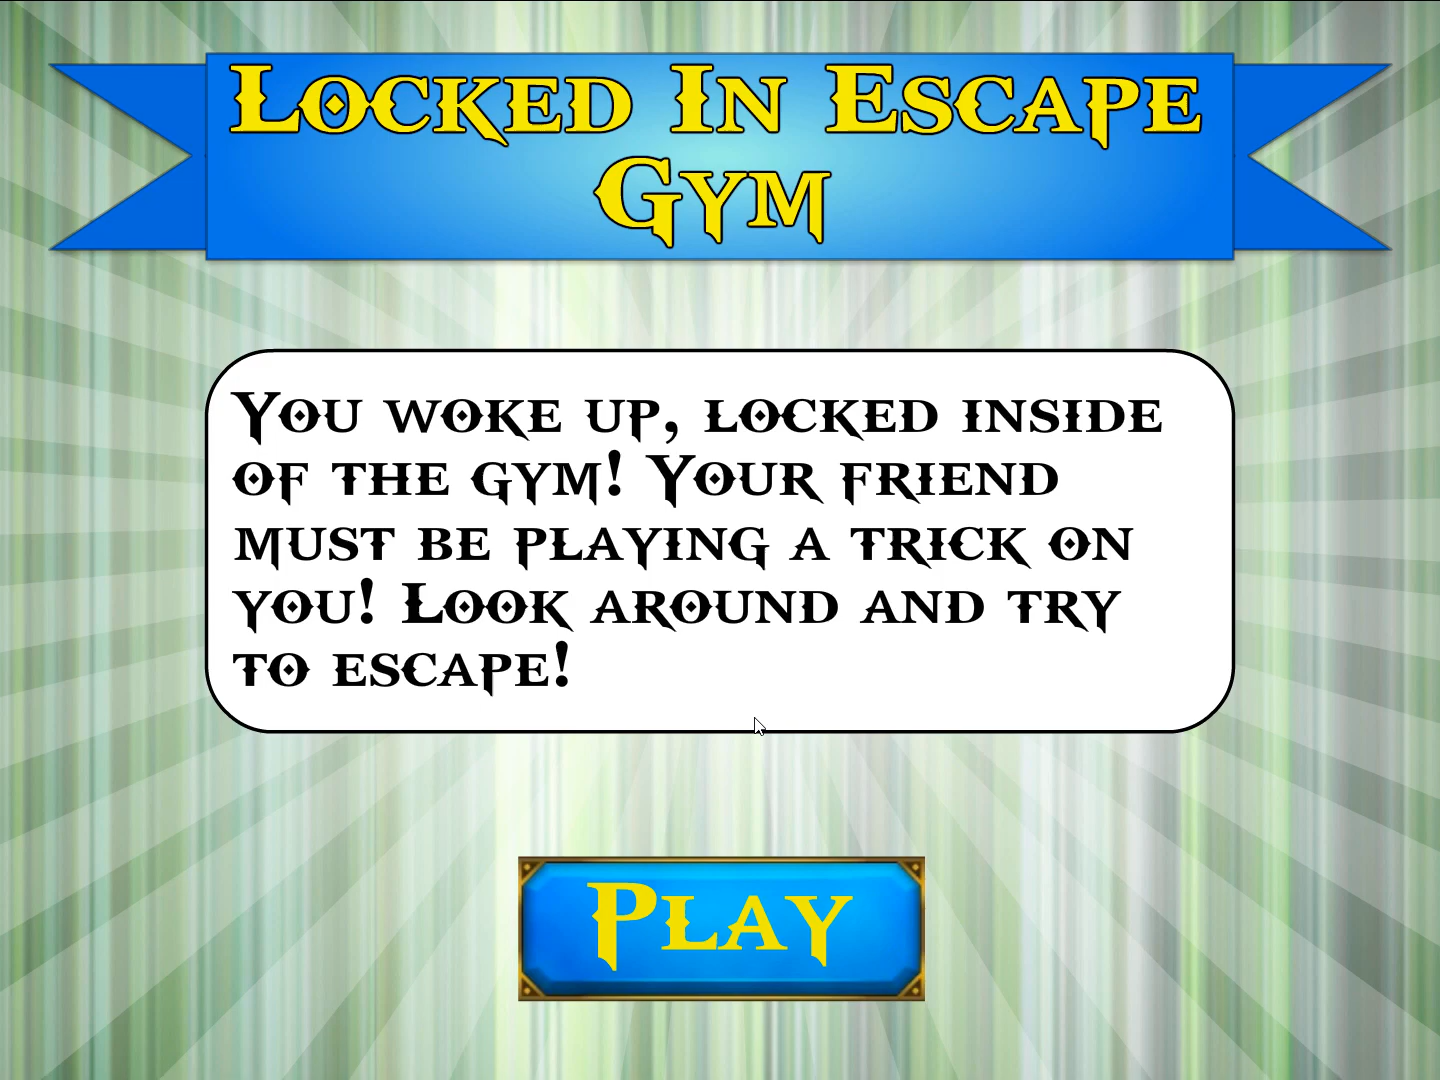 Locked In Escape
Gym
You woke up, locked inside
of the gym! Your friend
must be playing a trick on
you! Look around and try
to escape!
Play